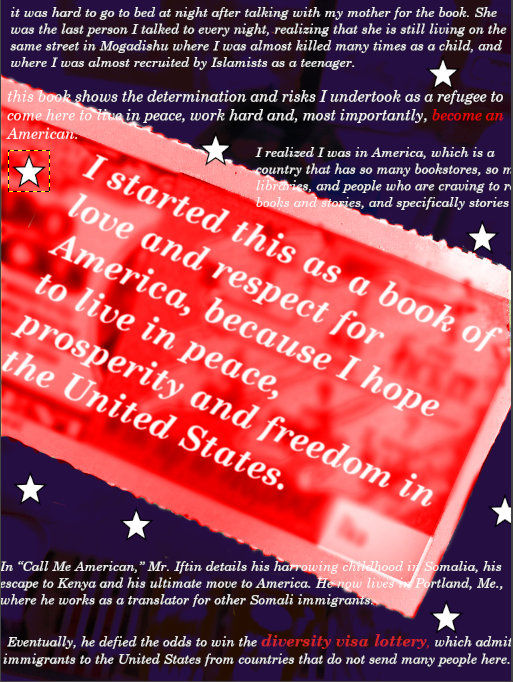 it was hard to go to bed at night after talking with my mother for the book. She
was the last person I talked to every night, realizing that she is still living on the
same street in Mogadishu where I was almost killed many times as a child, and
where I was almost recruited by Islamists as a teenager.
this book shows the determination and risks I undertook as a refugee to
come here to live in peace, work hard and, most importantly, become an
American.
I realized I was in America, which is a
country that has so many bookstores, so m
libraries, and people who are craving to r
books and stories, and specifically stories
I started this as a book of
love and respect for
America, because I hope
to live in peace,
prosperity and freedom in
the United States.
In “Call Me American,” Mr. Iftin details his harrowing childhood in Somalia, his
escape to Kenya and his ultimate move to America. He now lives in Portland, Me.,
where he works as a translator for other Somali immigrants.
Eventually, he defied the odds to win the diversity visa lottery, which admit
immigrants to the United States from countries that do not send many people here.